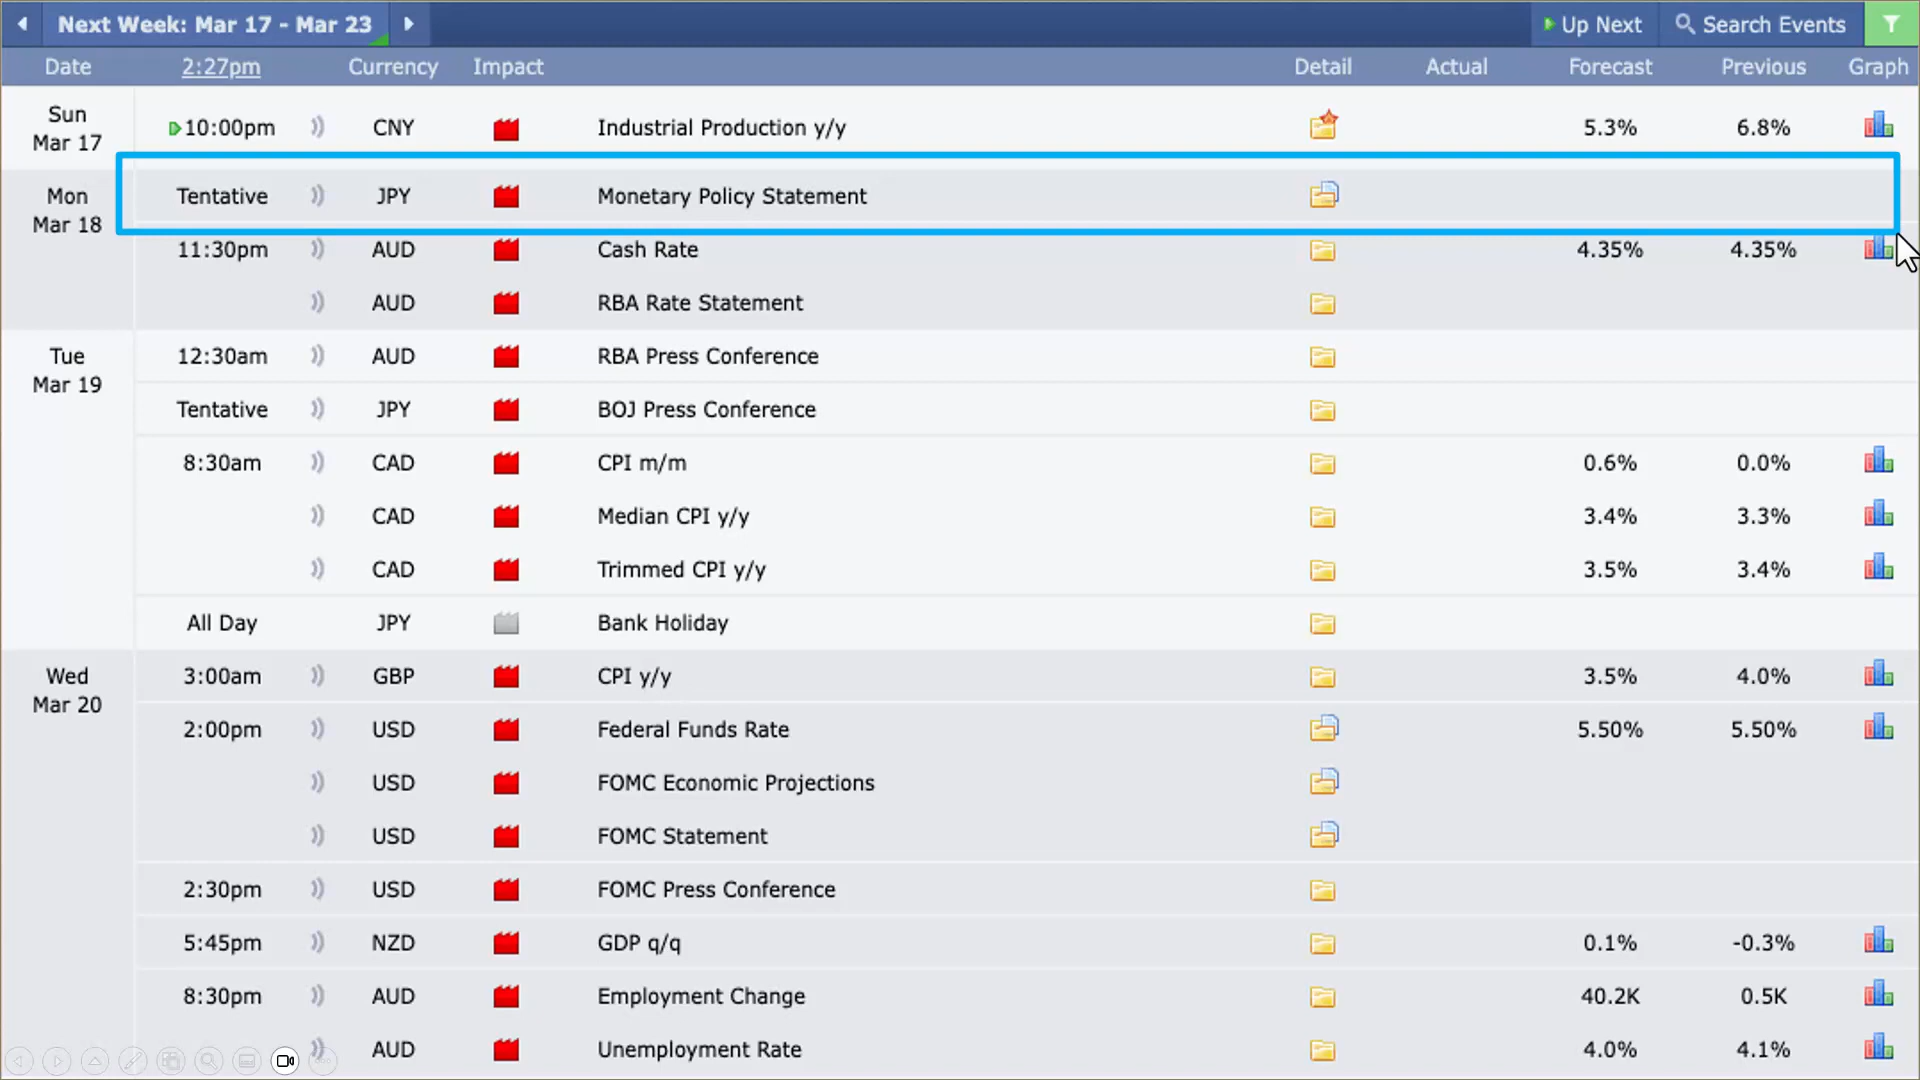 Next Week: Mar 17 - Mar 23 Up Next Search Events
Date 2:27pm Currency Impact Detail Actual Forecast Previous Graph
Sun Mar 17 10:00pm CNY Industrial Production y/y 5.3% 6.8%
Mon Mar 18 Tentative JPY Monetary Policy Statement
11:30pm AUD Cash Rate 4.35% 4.35%
AUD RBA Rate Statement
Tue Mar 19 12:30am AUD RBA Press Conference
Tentative JPY BOJ Press Conference
8:30am CAD CPI m/m 0.6% 0.0%
CAD Median CPI y/y 3.4% 3.3%
CAD Trimmed CPI y/y 3.5% 3.4%
All Day JPY Bank Holiday
Wed Mar 20 3:00am GBP CPI y/y 3.5% 4.0%
2:00pm USD Federal Funds Rate 5.50% 5.50%
USD FOMC Economic Projections
USD FOMC Statement
2:30pm USD FOMC Press Conference
5:45pm NZD GDP q/q 0.1% -0.3%
8:30pm AUD Employment Change 40.2K 0.5K
AUD Unemployment Rate 4.0% 4.1%